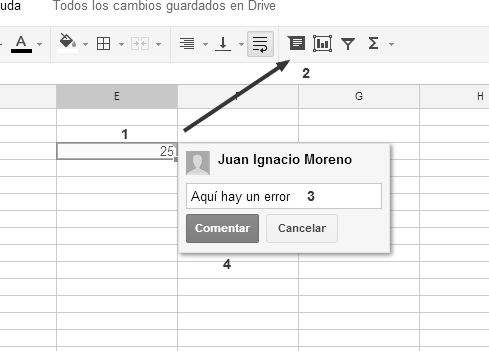 uda Todos los cambios guardados en Drive
A Σ
2
E F G H
1
25
Juan Ignacio Moreno
Aquí hay un error 3
Comentar Cancelar
4